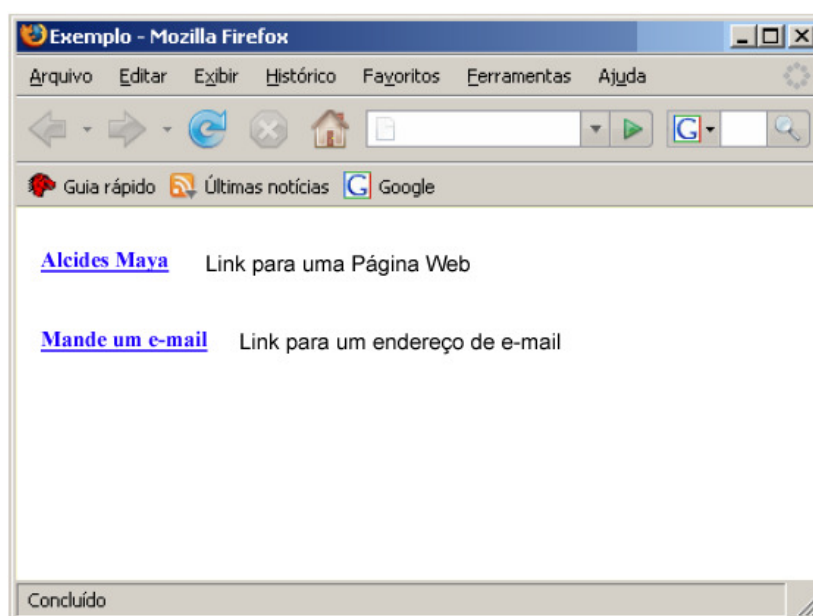 Exemplo - Mozilla Firefox
Arquivo Editar Exibir Histórico Favoritos Ferramentas Ajuda
G
Guia rápido Últimas notícias G Google
Alcides Maya Link para uma Página Web
Mande um e-mail Link para um endereço de e-mail
Concluído